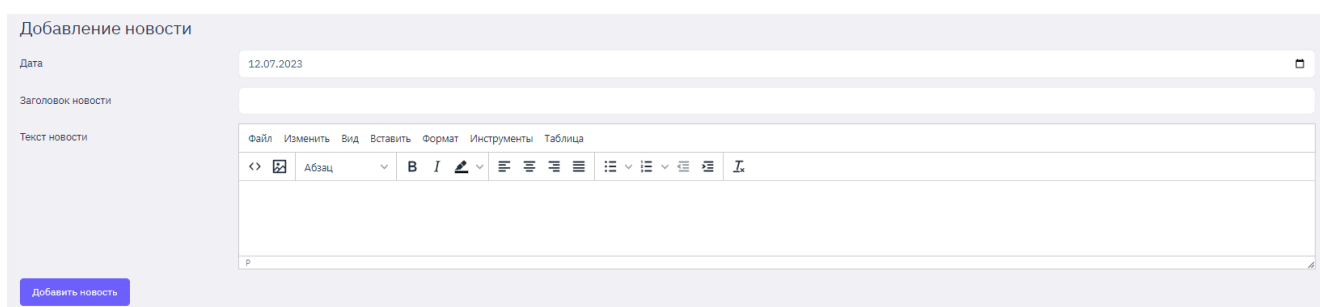 Добавление новости
Дата 12.07.2023
Заголовок новости
Текст новости Файл Изменить Вид Вставить Формат Инструменты Таблица
<> Абзац B I
P
Добавить новость